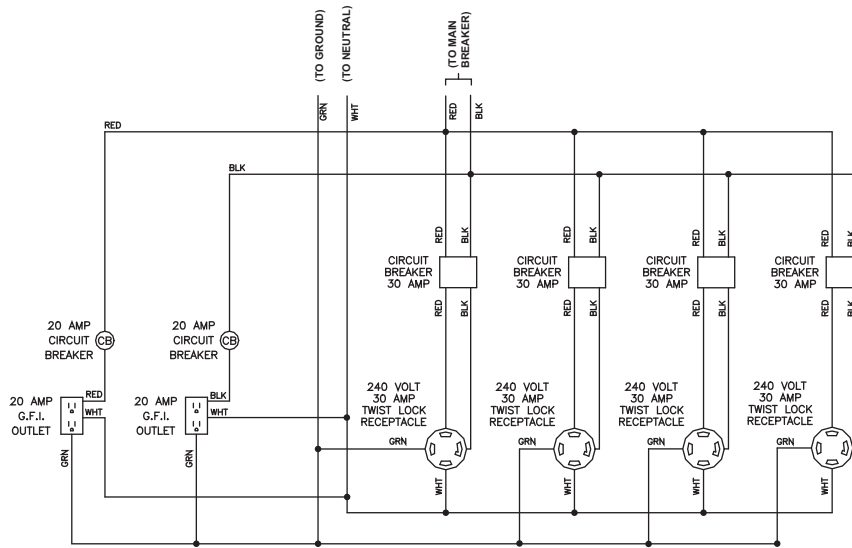 (TO GROUND)
(TO NEUTRAL)
(TO MAIN
BREAKER)
GRN
WHT
RED
BLK
RED
BLK
RED
BLK
RED
BLK
RED
BLK
RED
BLK
CIRCUIT
BREAKER
30 AMP
CIRCUIT
BREAKER
30 AMP
CIRCUIT
BREAKER
30 AMP
CIRCUIT
BREAKER
30 AMP
RED
BLK
RED
BLK
RED
BLK
RED
BLK
20 AMP
CIRCUIT
BREAKER
CB
20 AMP
CIRCUIT
BREAKER
CB
20 AMP
G.F.I.
OUTLET
RED
WHT
GRN
20 AMP
G.F.I.
OUTLET
BLK
WHT
GRN
240 VOLT
30 AMP
TWIST LOCK
RECEPTACLE
GRN
WHT
240 VOLT
30 AMP
TWIST LOCK
RECEPTACLE
GRN
WHT
240 VOLT
30 AMP
TWIST LOCK
RECEPTACLE
GRN
WHT
240 VOLT
30 AMP
TWIST LOCK
RECEPTACLE
GRN
WHT